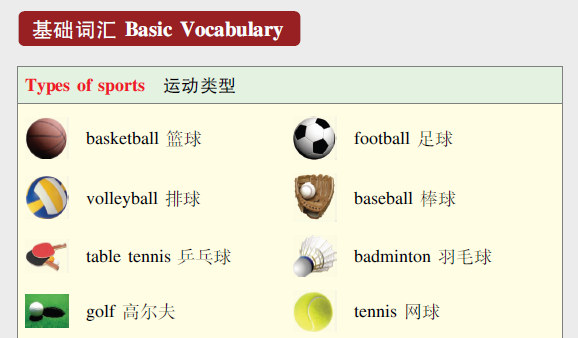 基础词汇 Basic Vocabulary
Types of sports 运动类型
basketball 篮球 football 足球
volleyball 排球 baseball 棒球
table tennis 乒乓球 badminton 羽毛球
golf 高尔夫 tennis 网球